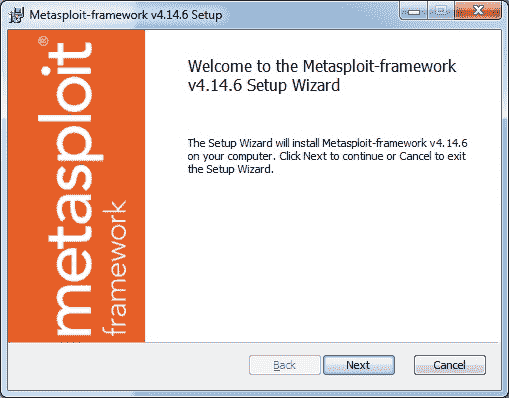 Metasploit-framework v4.14.6 Setup
metasploit®
framework
Welcome to the Metasploit-framework
v4.14.6 Setup Wizard
The Setup Wizard will install Metasploit-framework v4.14.6
on your computer. Click Next to continue or Cancel to exit
the Setup Wizard.
Back
Next
Cancel